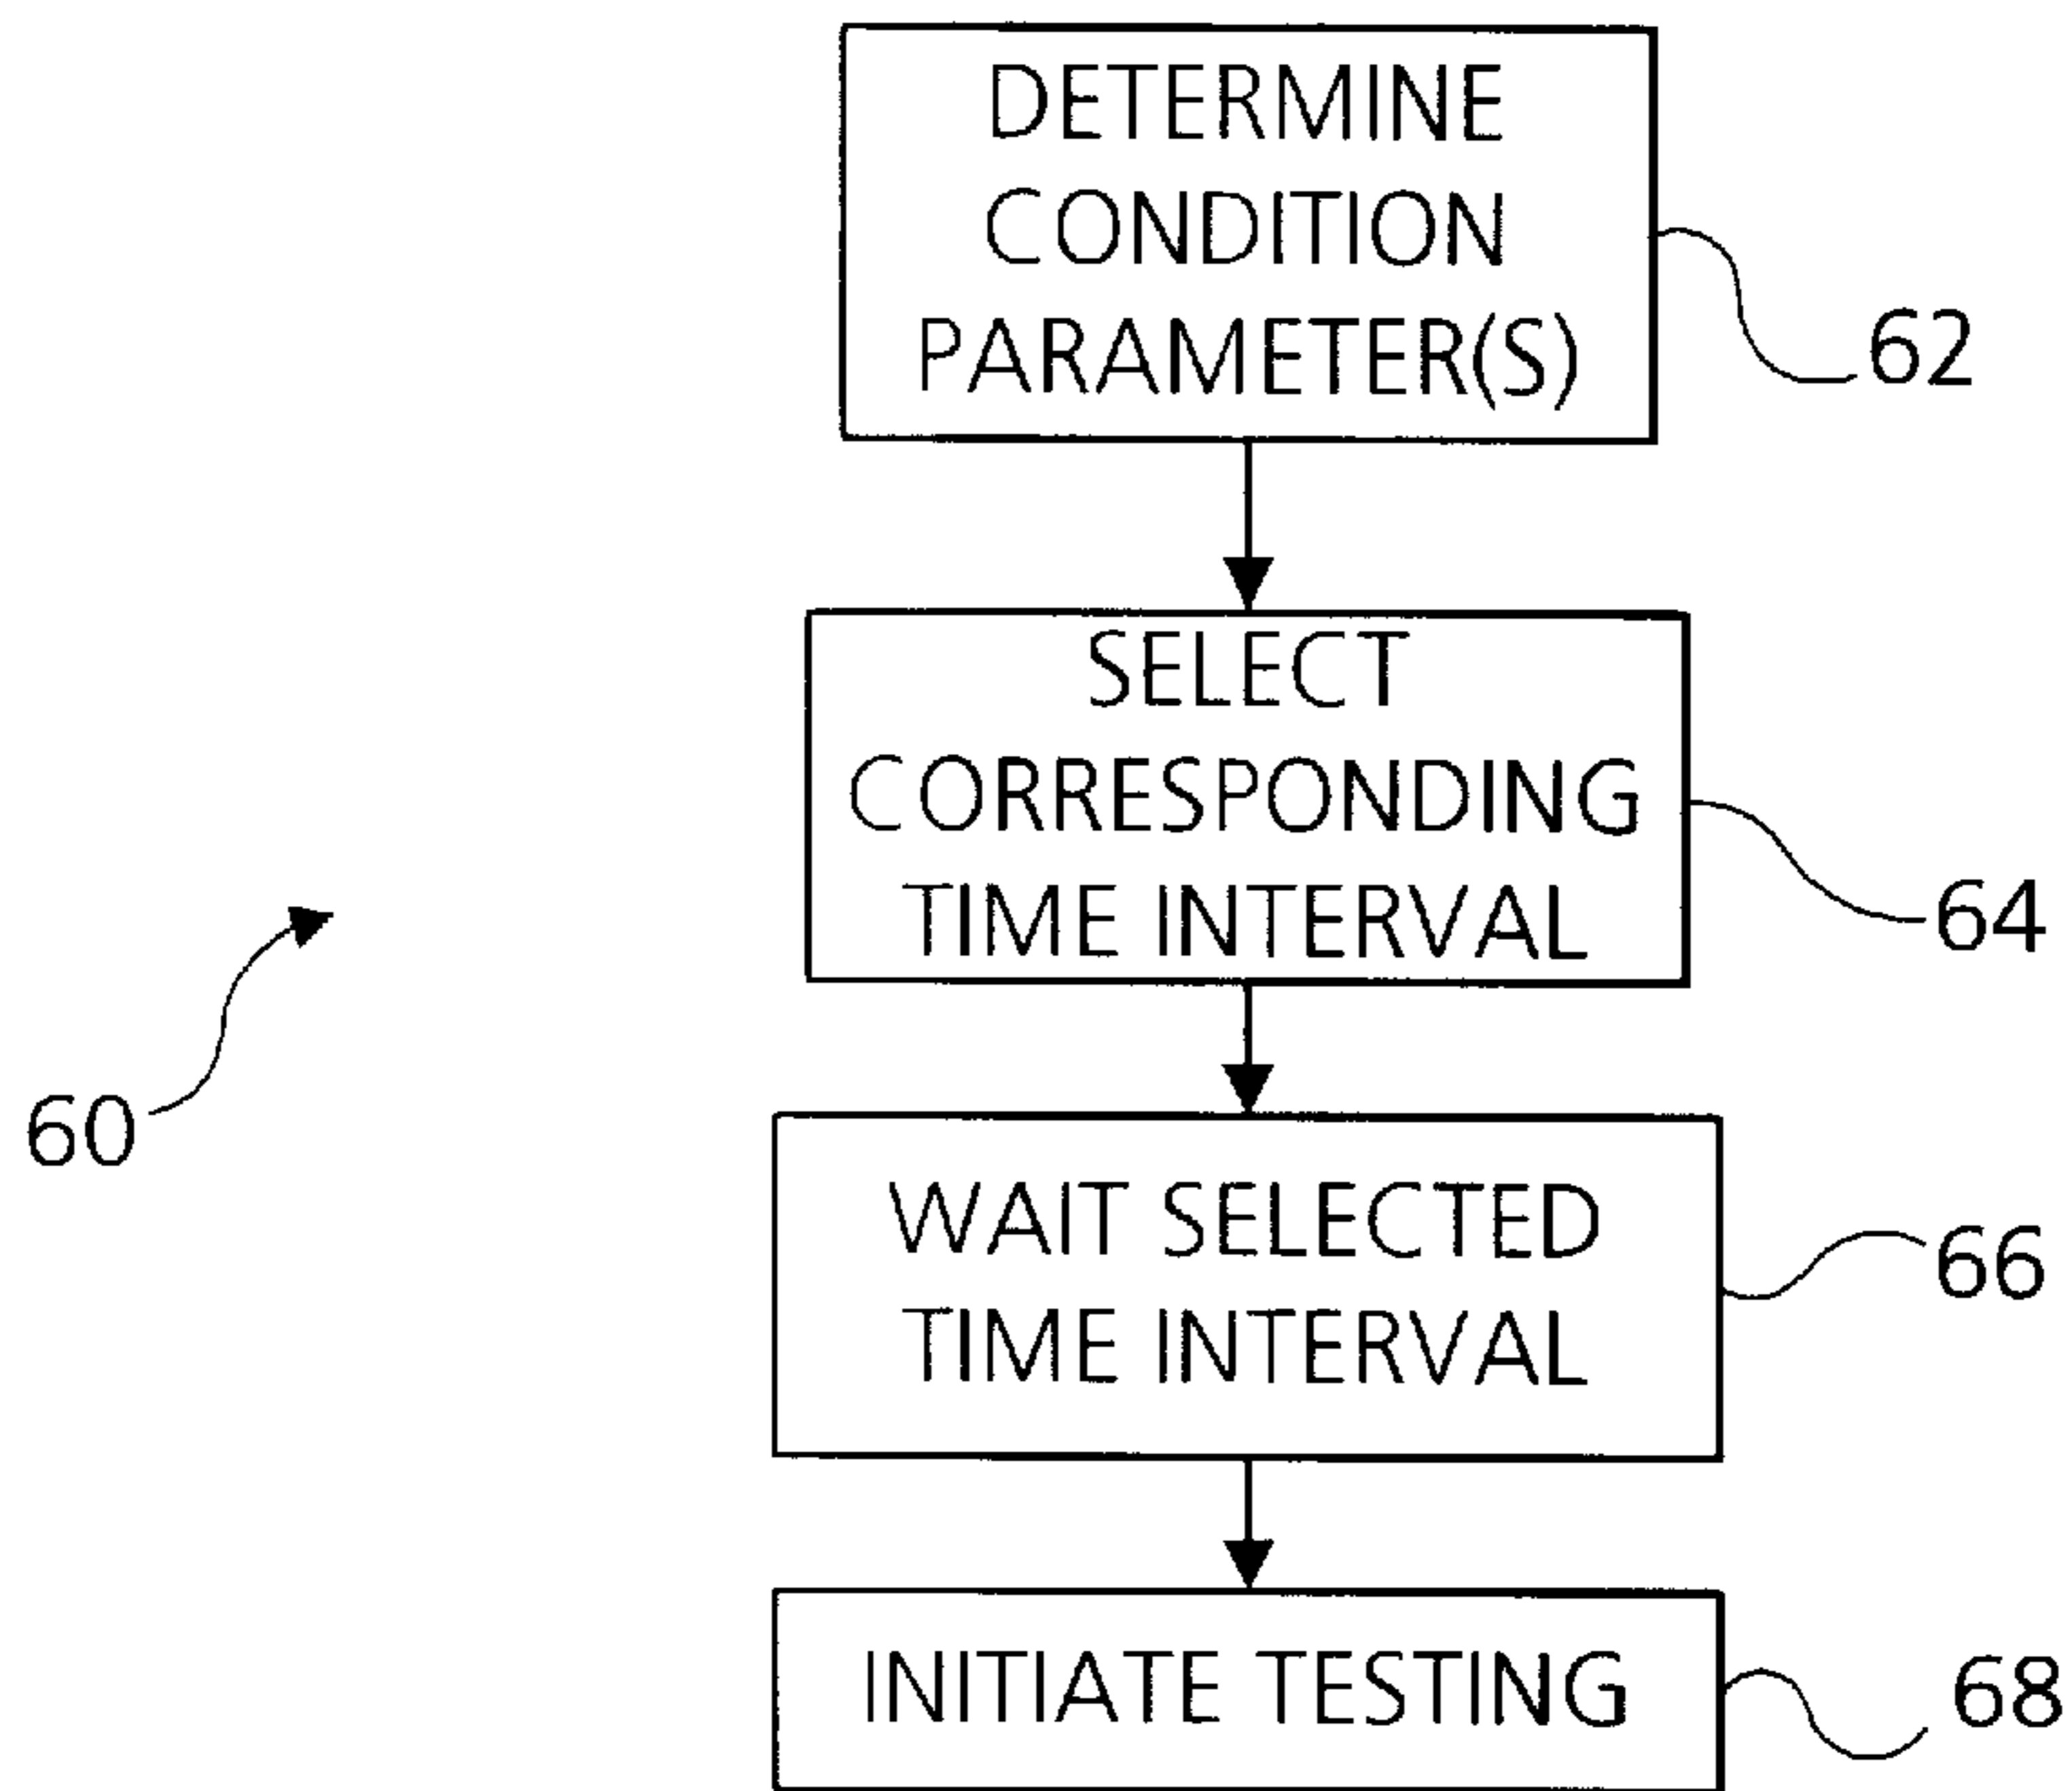 DETERMINE
CONDITION
PARAMETER(S)
62
SELECT
CORRESPONDING
TIME INTERVAL
64
60
WAIT SELECTED
TIME INTERVAL
66
INITIATE TESTING
68